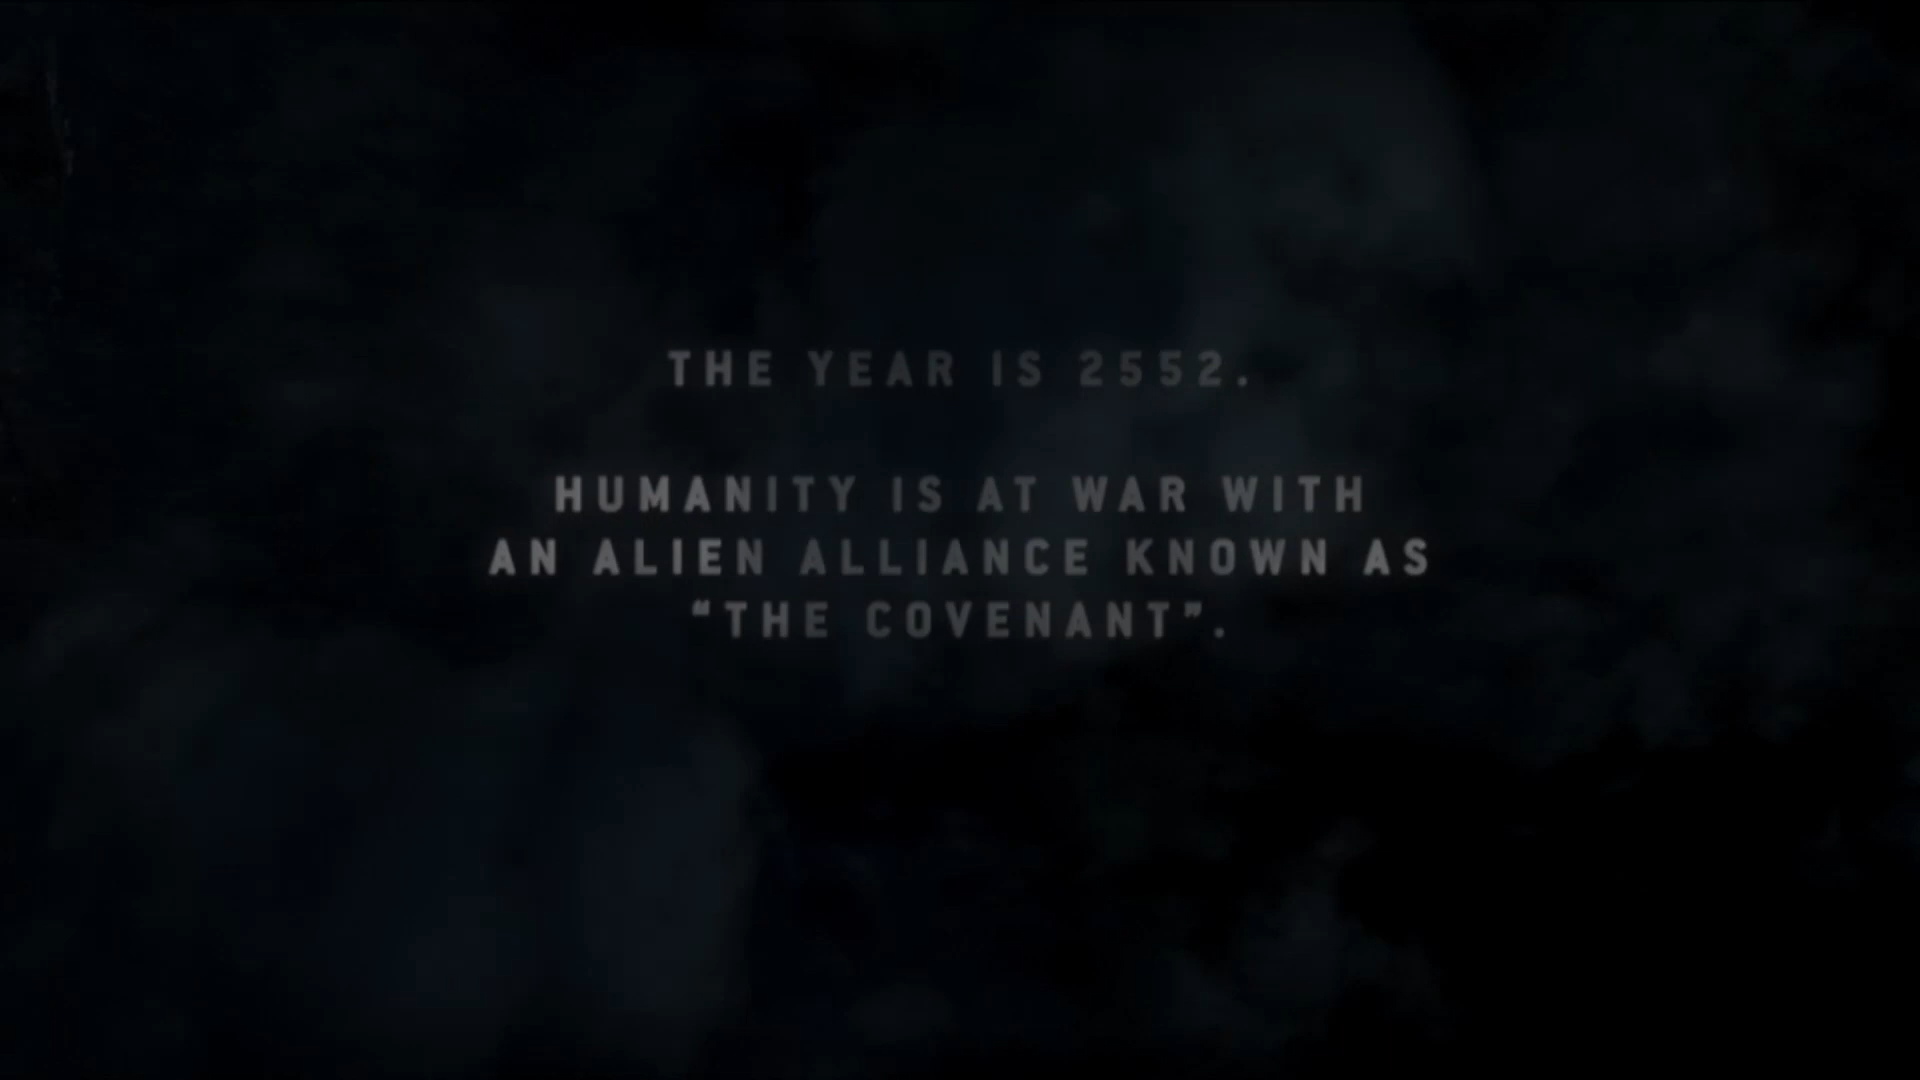 THE YEAR IS 2552.
HUMANITY IS AT WAR WITH
AN ALIEN ALLIANCE KNOWN AS
“THE COVENANT”.